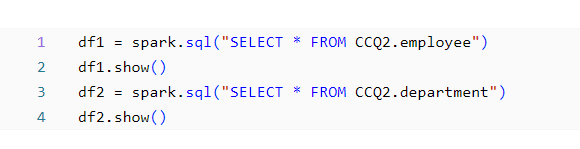 1 df1 = spark.sql("SELECT * FROM CCQ2.employee")
2 df1.show()
3 df2 = spark.sql("SELECT * FROM CCQ2.department")
4 df2.show()